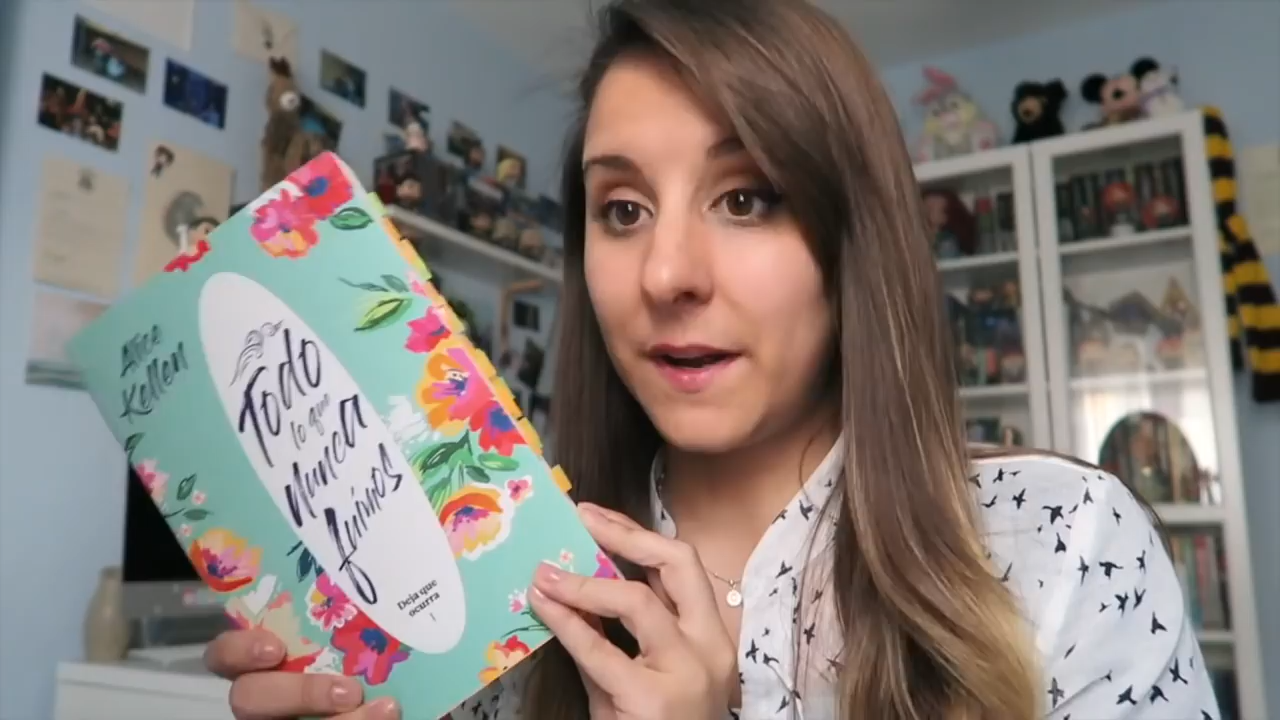 Alice
Kellen
Todo
lo que
nunca
fuimos
Deja que
ocurra
1